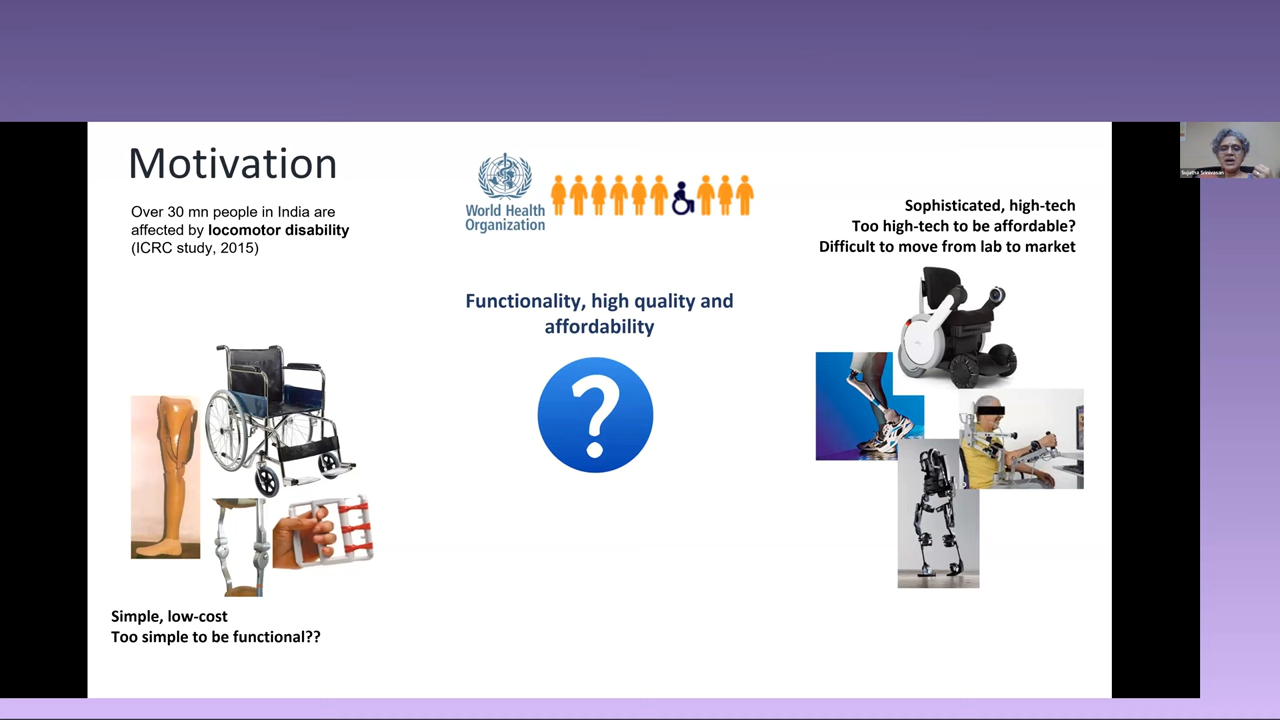 Motivation
Over 30 mn people in India are
affected by locomotor disability
(ICRC study, 2015)
World Health
Organization
Sophisticated, high-tech
Too high-tech to be affordable?
Difficult to move from lab to market
Functionality, high quality and
affordability
?
Simple, low-cost
Too simple to be functional??
Sujatha Srinivasan